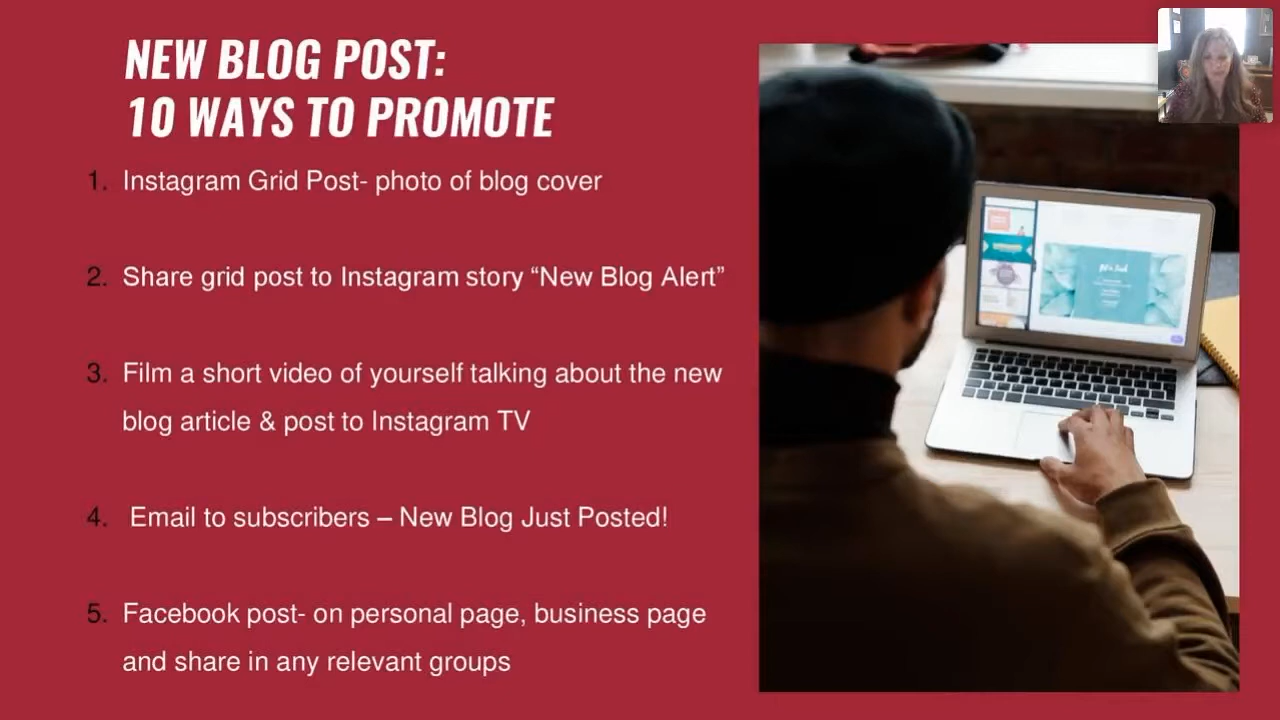 NEW BLOG POST:
10 WAYS TO PROMOTE
1. Instagram Grid Post- photo of blog cover
2. Share grid post to Instagram story “New Blog Alert”
3. Film a short video of yourself talking about the new
blog article & post to Instagram TV
4. Email to subscribers – New Blog Just Posted!
5. Facebook post- on personal page, business page
and share in any relevant groups